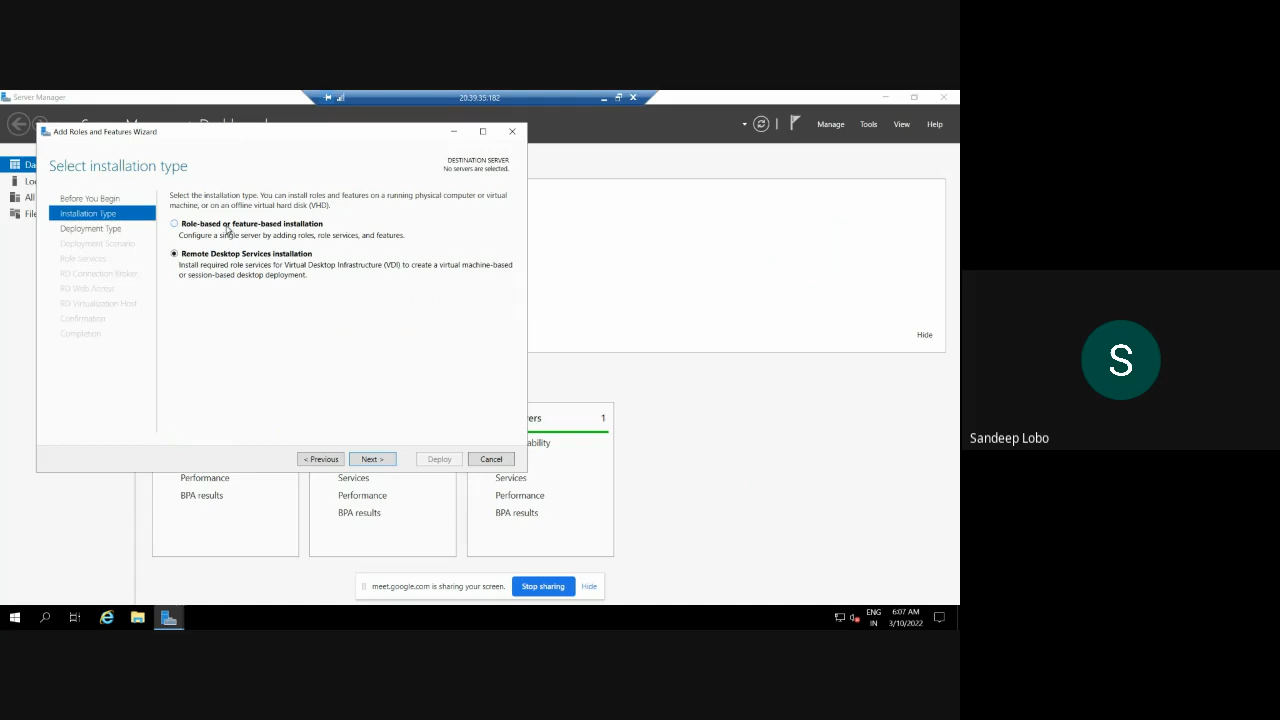 Server Manager
20.39.35.182
Manage
Tools
View
Help
Add Roles and Features Wizard
Select installation type
DESTINATION SERVER
No servers are selected.
Before You Begin
Installation Type
Deployment Type
Deployment Scenario
Role Services
RD Connection Broker
RD Web Access
RD Virtualization Host
Confirmation
Completion
Select the installation type. You can install roles and features on a running physical computer or virtual
machine, or on an offline virtual hard disk (VHD).
Role-based or feature-based installation
Configure a single server by adding roles, role services, and features.
Remote Desktop Services installation
Install required role services for Virtual Desktop Infrastructure (VDI) to create a virtual machine-based
or session-based desktop deployment.
< Previous
Next >
Deploy
Cancel
Hide
1
Performance
BPA results
Services
Performance
BPA results
Services
Performance
BPA results
meet.google.com is sharing your screen.
Stop sharing
Hide
ENG
IN
6:07 AM
3/10/2022
S
Sandeep Lobo